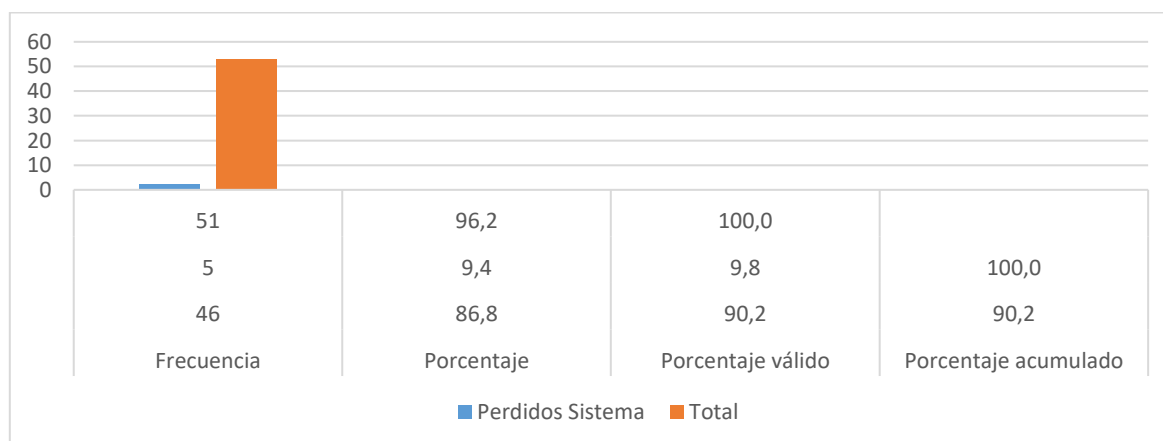 60
50
40
30
20
10
0
51 96,2 100,0
5 9,4 9,8 100,0
46 86,8 90,2 90,2
Frecuencia Porcentaje Porcentaje válido Porcentaje acumulado
Perdidos Sistema Total